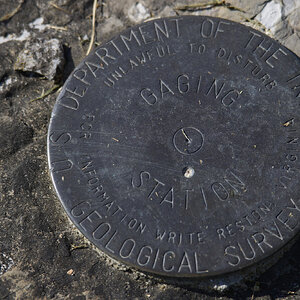 U.S. DEPARTMENT OF THE
UNLAWFUL TO DISTURB
GAGING
STATION
INFORMATION WRITE RESTON,
GEOLOGICAL SURVEY